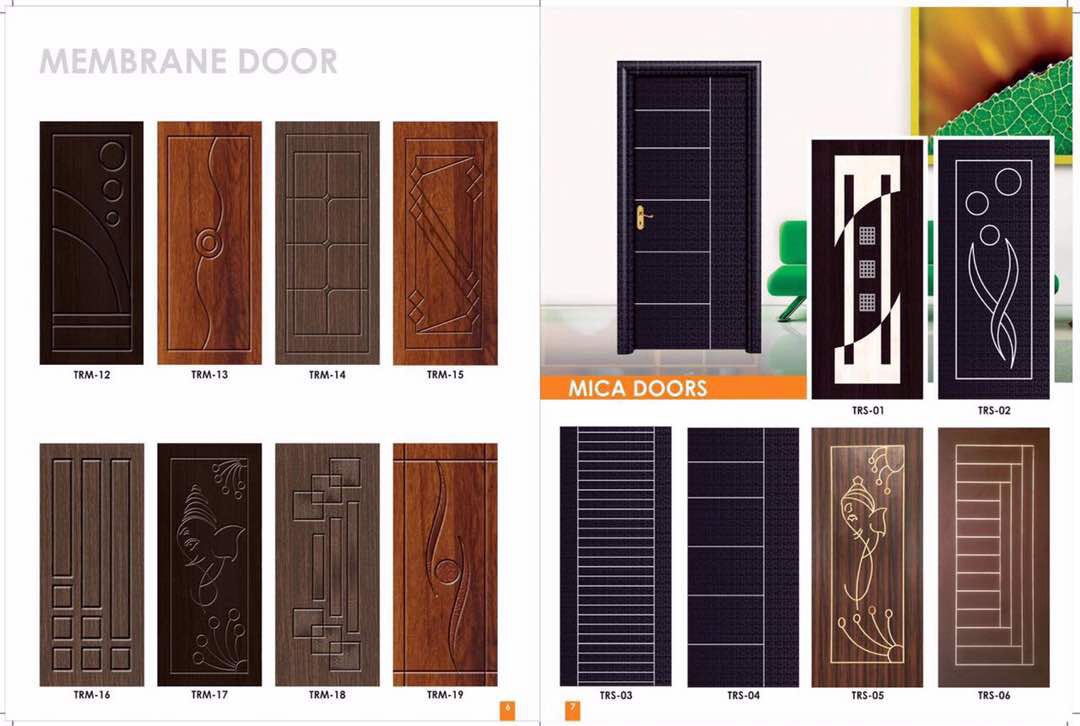 MEMBRANE DOOR
TRM-12
TRM-13
TRM-14
TRM-15
TRM-16
TRM-17
TRM-18
TRM-19
6
MICA DOORS
TRS-01
TRS-02
TRS-03
TRS-04
TRS-05
TRS-06
7